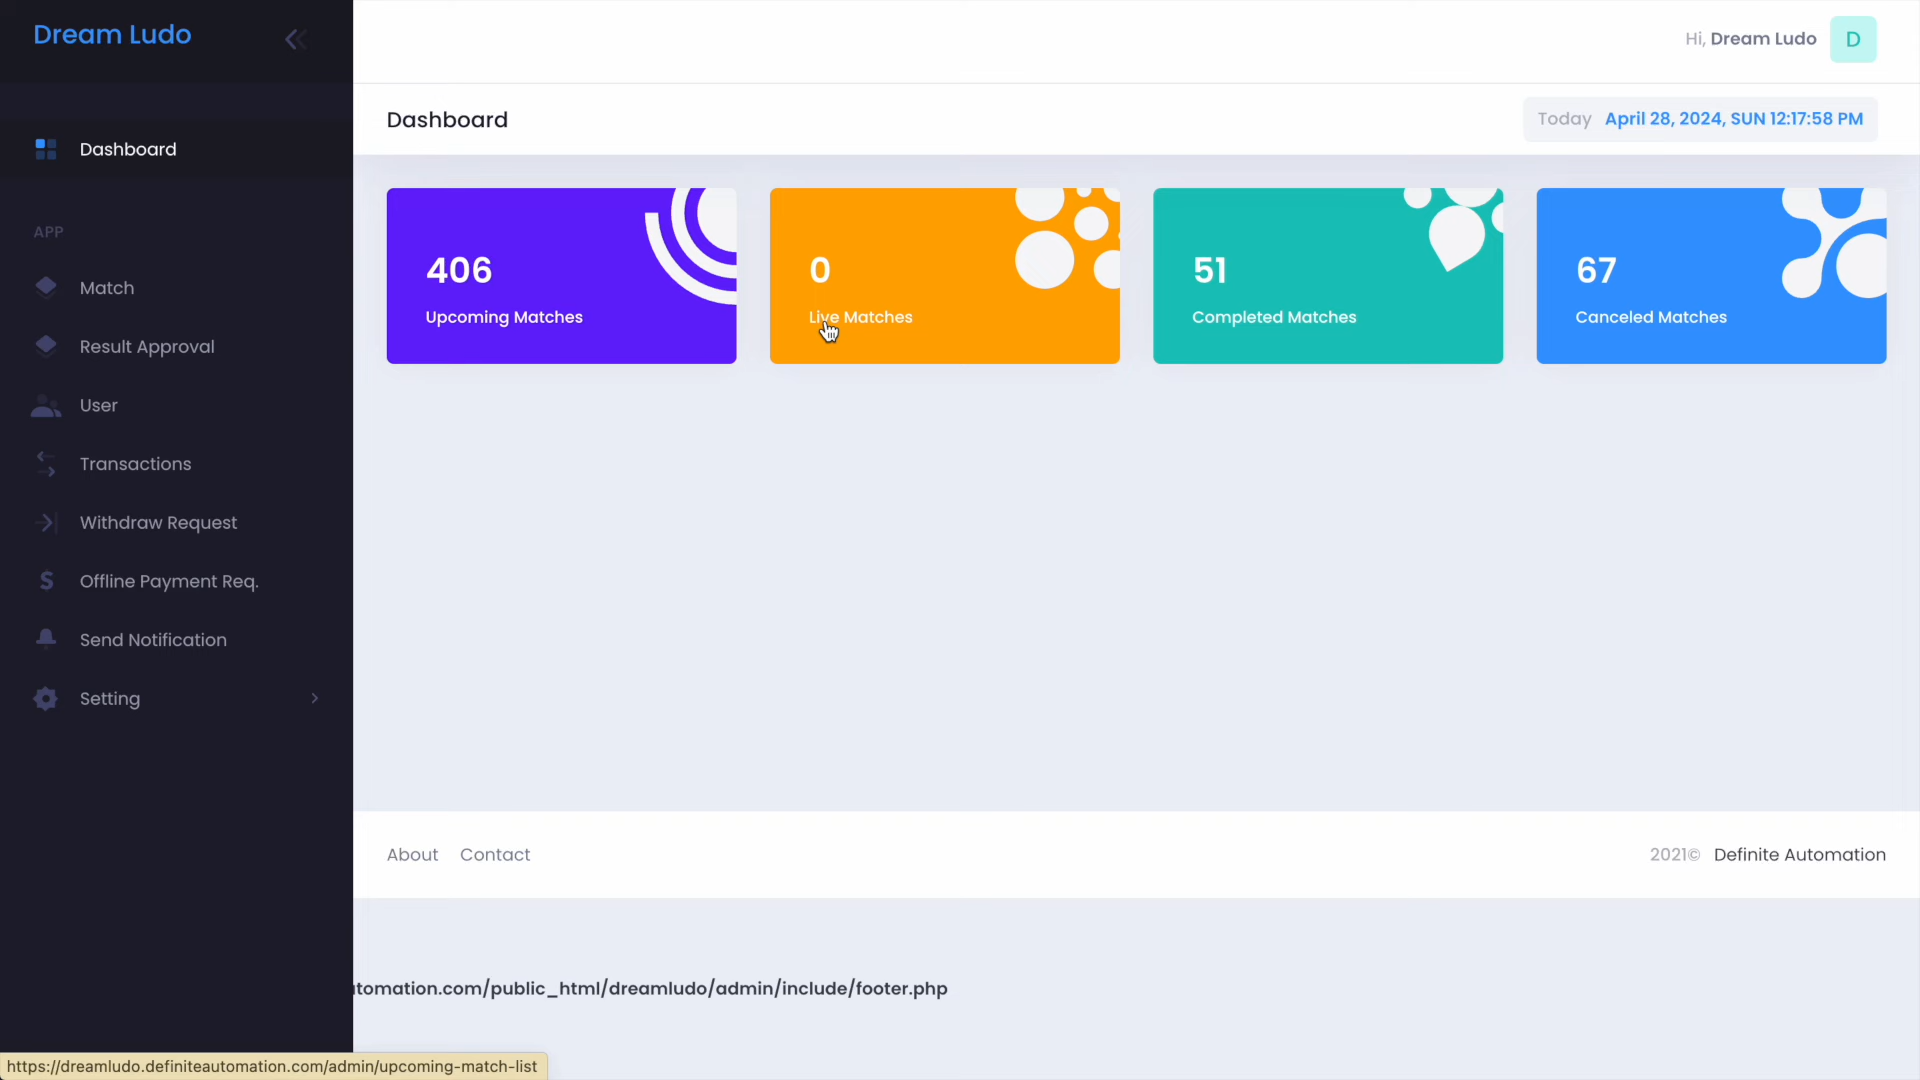 Dream Ludo
Hi, Dream Ludo
D
Dashboard
Today April 28, 2024, SUN 12:17:58 PM
Dashboard
APP
Match
Result Approval
User
Transactions
Withdraw Request
Offline Payment Req.
Send Notification
Setting
406
Upcoming Matches
0
Live Matches
51
Completed Matches
67
Canceled Matches
About Contact
2021© Definite Automation
tomation.com/public_html/dreamludo/admin/include/footer.php
https://dreamludo.definiteautomation.com/admin/upcoming-match-list